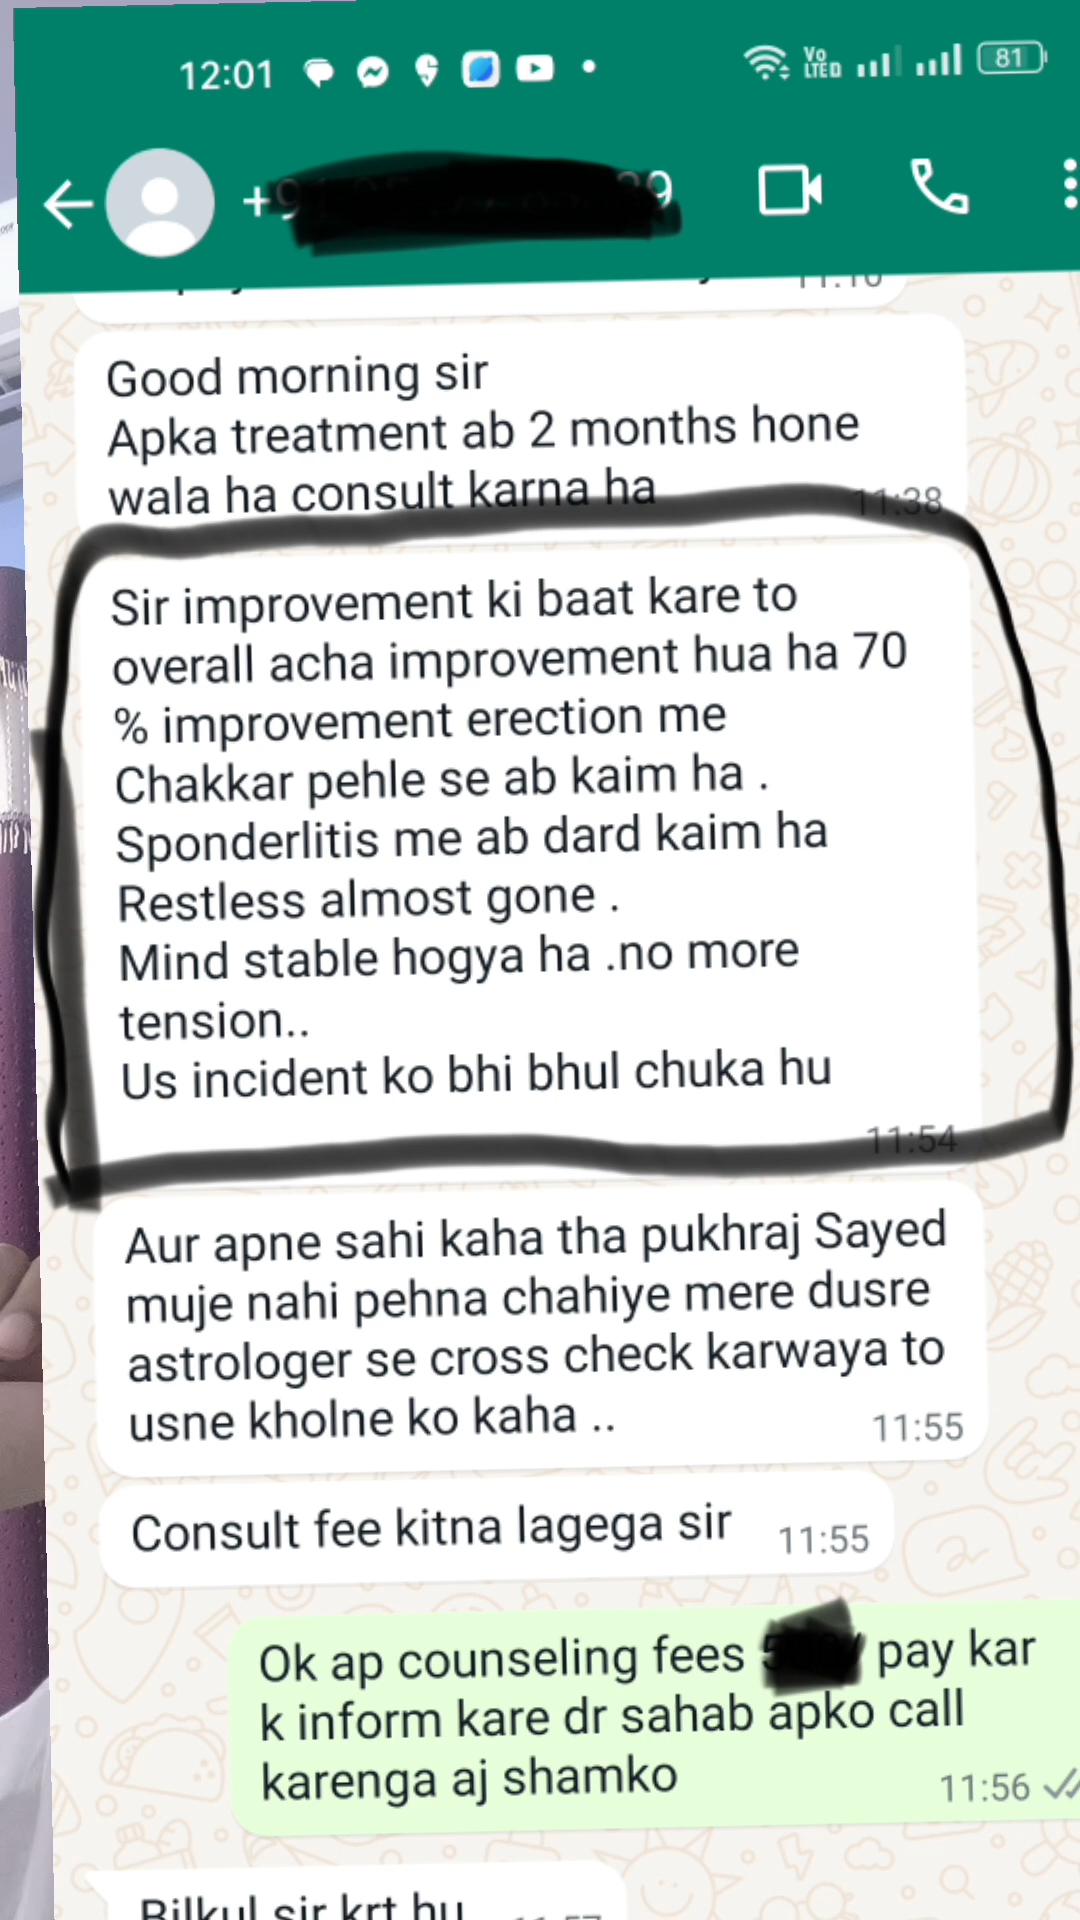 12:01
Vo
LTED
81
Good morning sir
Apka treatment ab 2 months hone
wala ha consult karna ha
11:38
Sir improvement ki baat kare to
overall acha improvement hua ha 70
% improvement erection me
Chakkar pehle se ab kaim ha .
Sponderlitis me ab dard kaim ha
Restless almost gone .
Mind stable hogya ha .no more
tension..
Us incident ko bhi bhul chuka hu
11:54
Aur apne sahi kaha tha pukhraj Sayed
muje nahi pehna chahiye mere dusre
astrologer se cross check karwaya to
usne kholne ko kaha ..
11:55
Consult fee kitna lagega sir
11:55
Ok ap counseling fees pay kar
k inform kare dr sahab apko call
karenga aj shamko
11:56
Bilkul sir krt hu